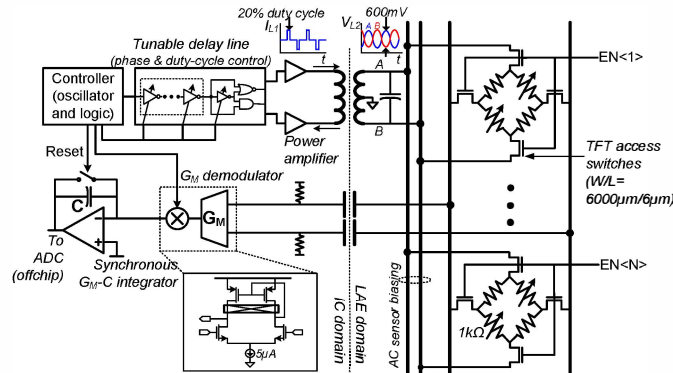 20% duty cycle
I_L1
t
V_L2
600mV
A B
t
Tunable delay line
(phase & duty-cycle control)
Controller
(oscillator
and logic)
A
B
Power
amplifier
EN<1>
TFT access
switches
(W/L=
6000µm/6µm)
Reset
C
To
ADC
(offchip)
G_M demodulator
G_M
Synchronous
G_M-C integrator
5µA
iC domain
LAE domain
AC sensor biasing
EN<N>
1kΩ